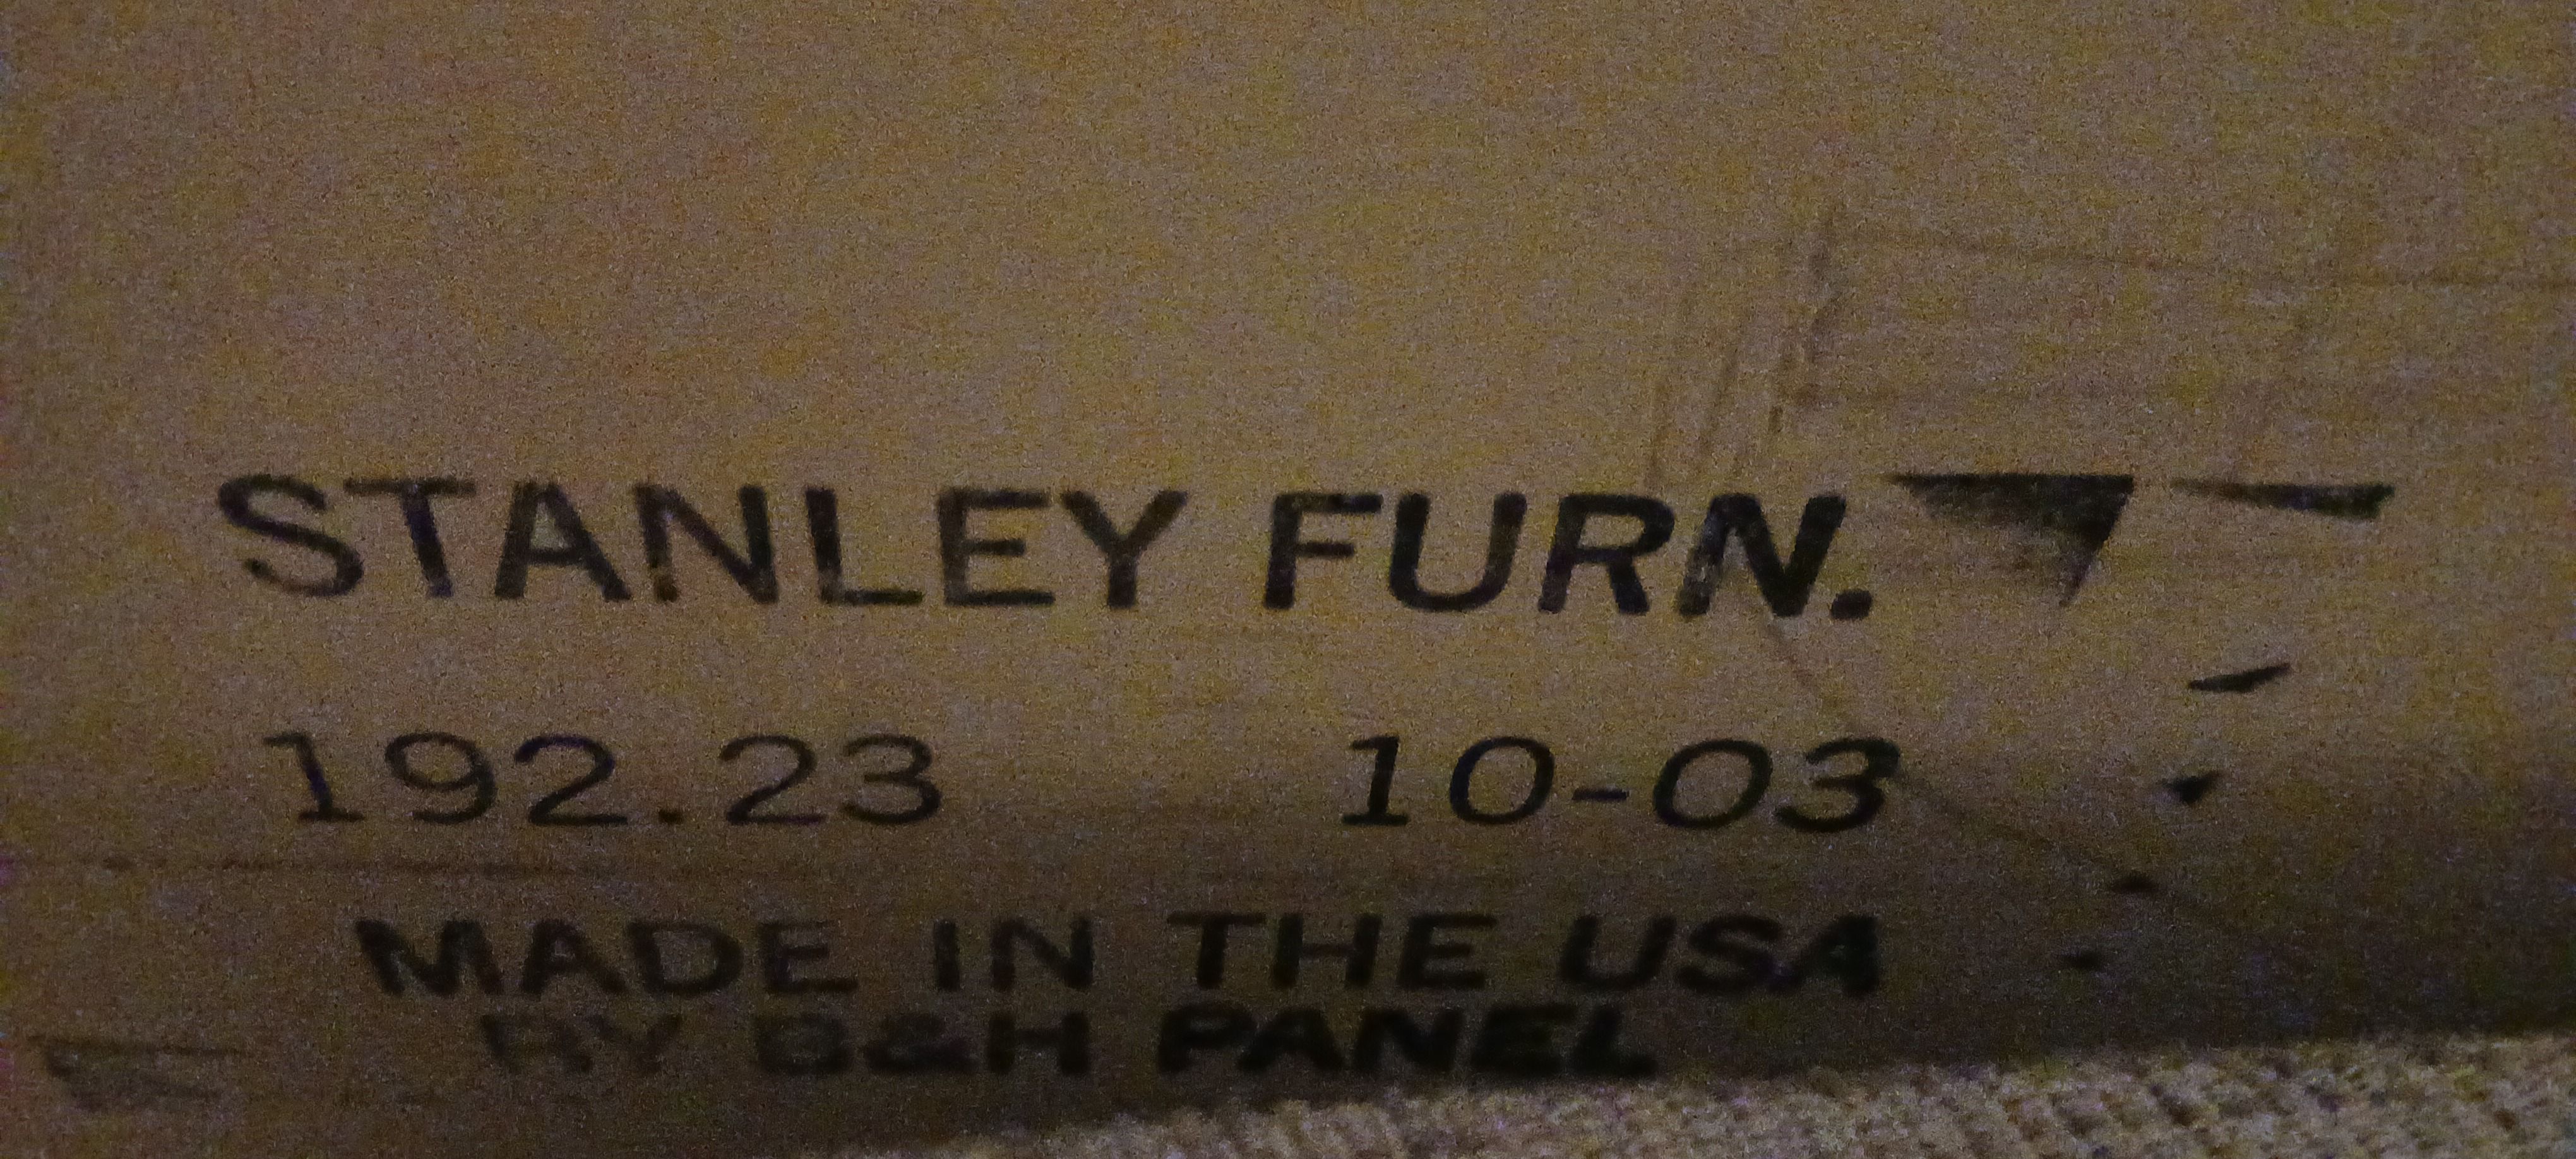 STANLEY FURN.
192.23 10-03
MADE IN THE USA
BY B&H PANEL